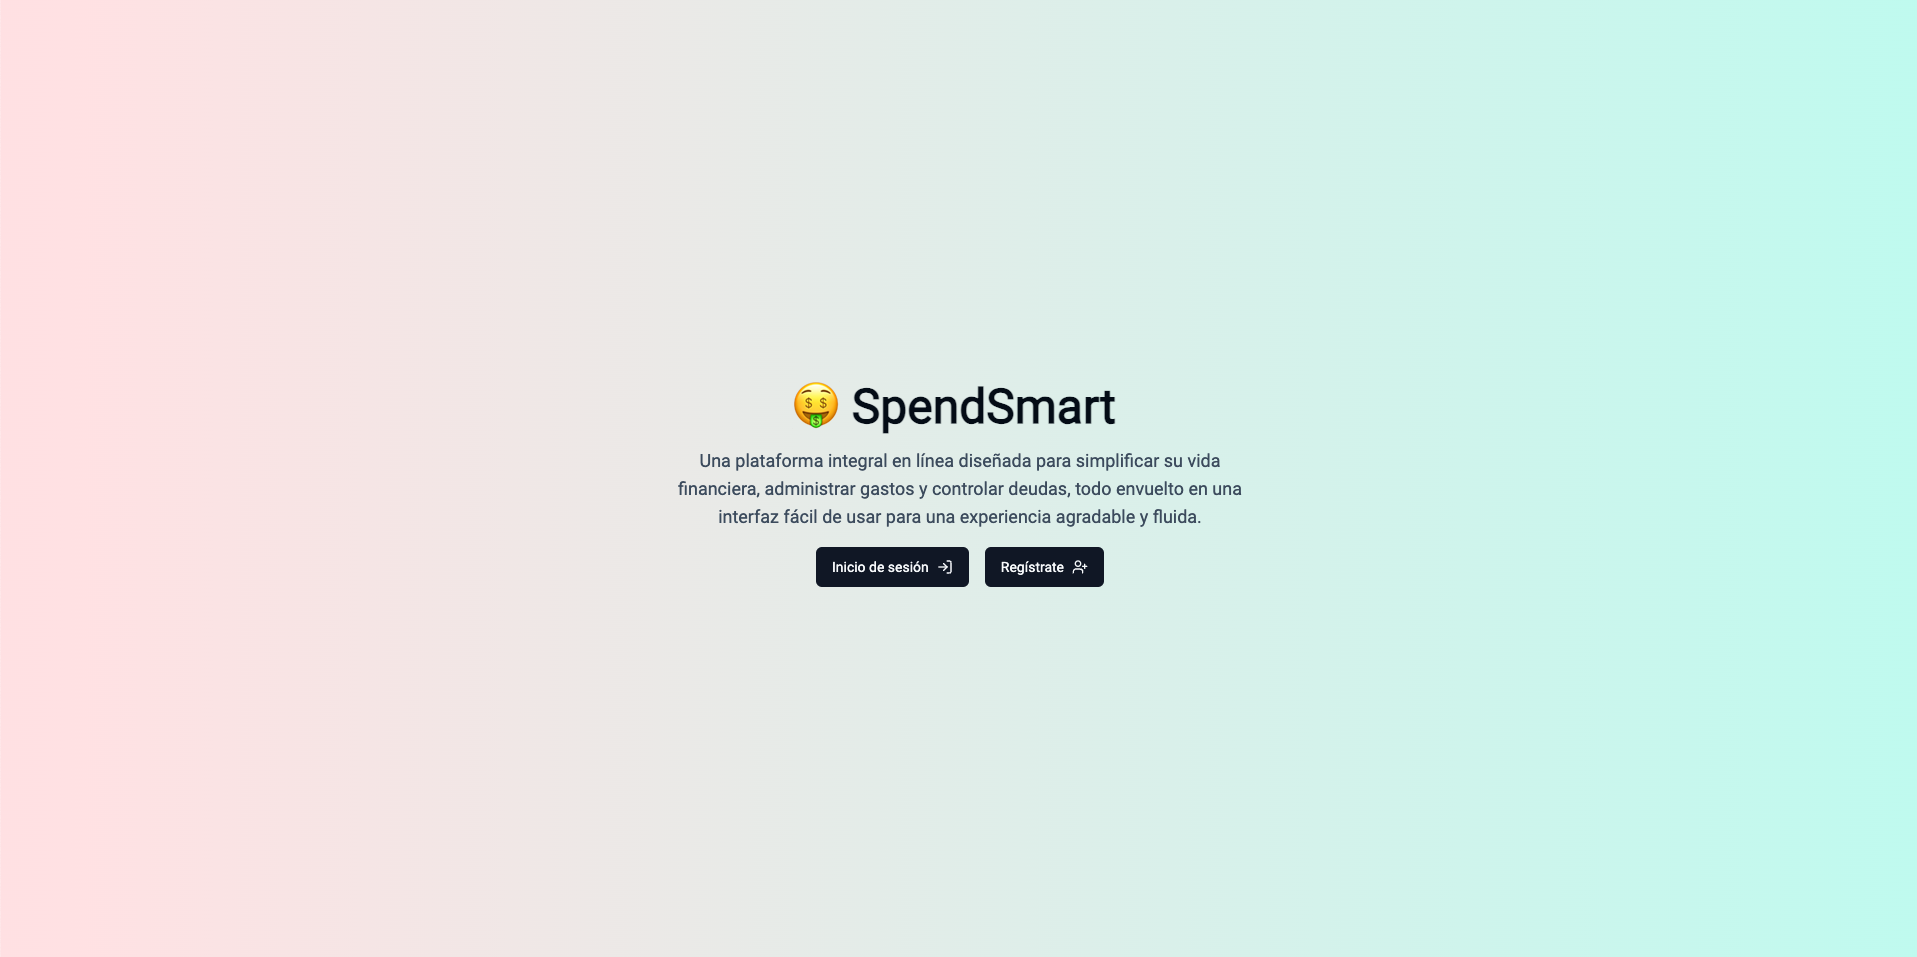 🤑 SpendSmart
Una plataforma integral en línea diseñada para simplificar su vida
financiera, administrar gastos y controlar deudas, todo envuelto en una
interfaz fácil de usar para una experiencia agradable y fluida.
Inicio de sesión
Regístrate